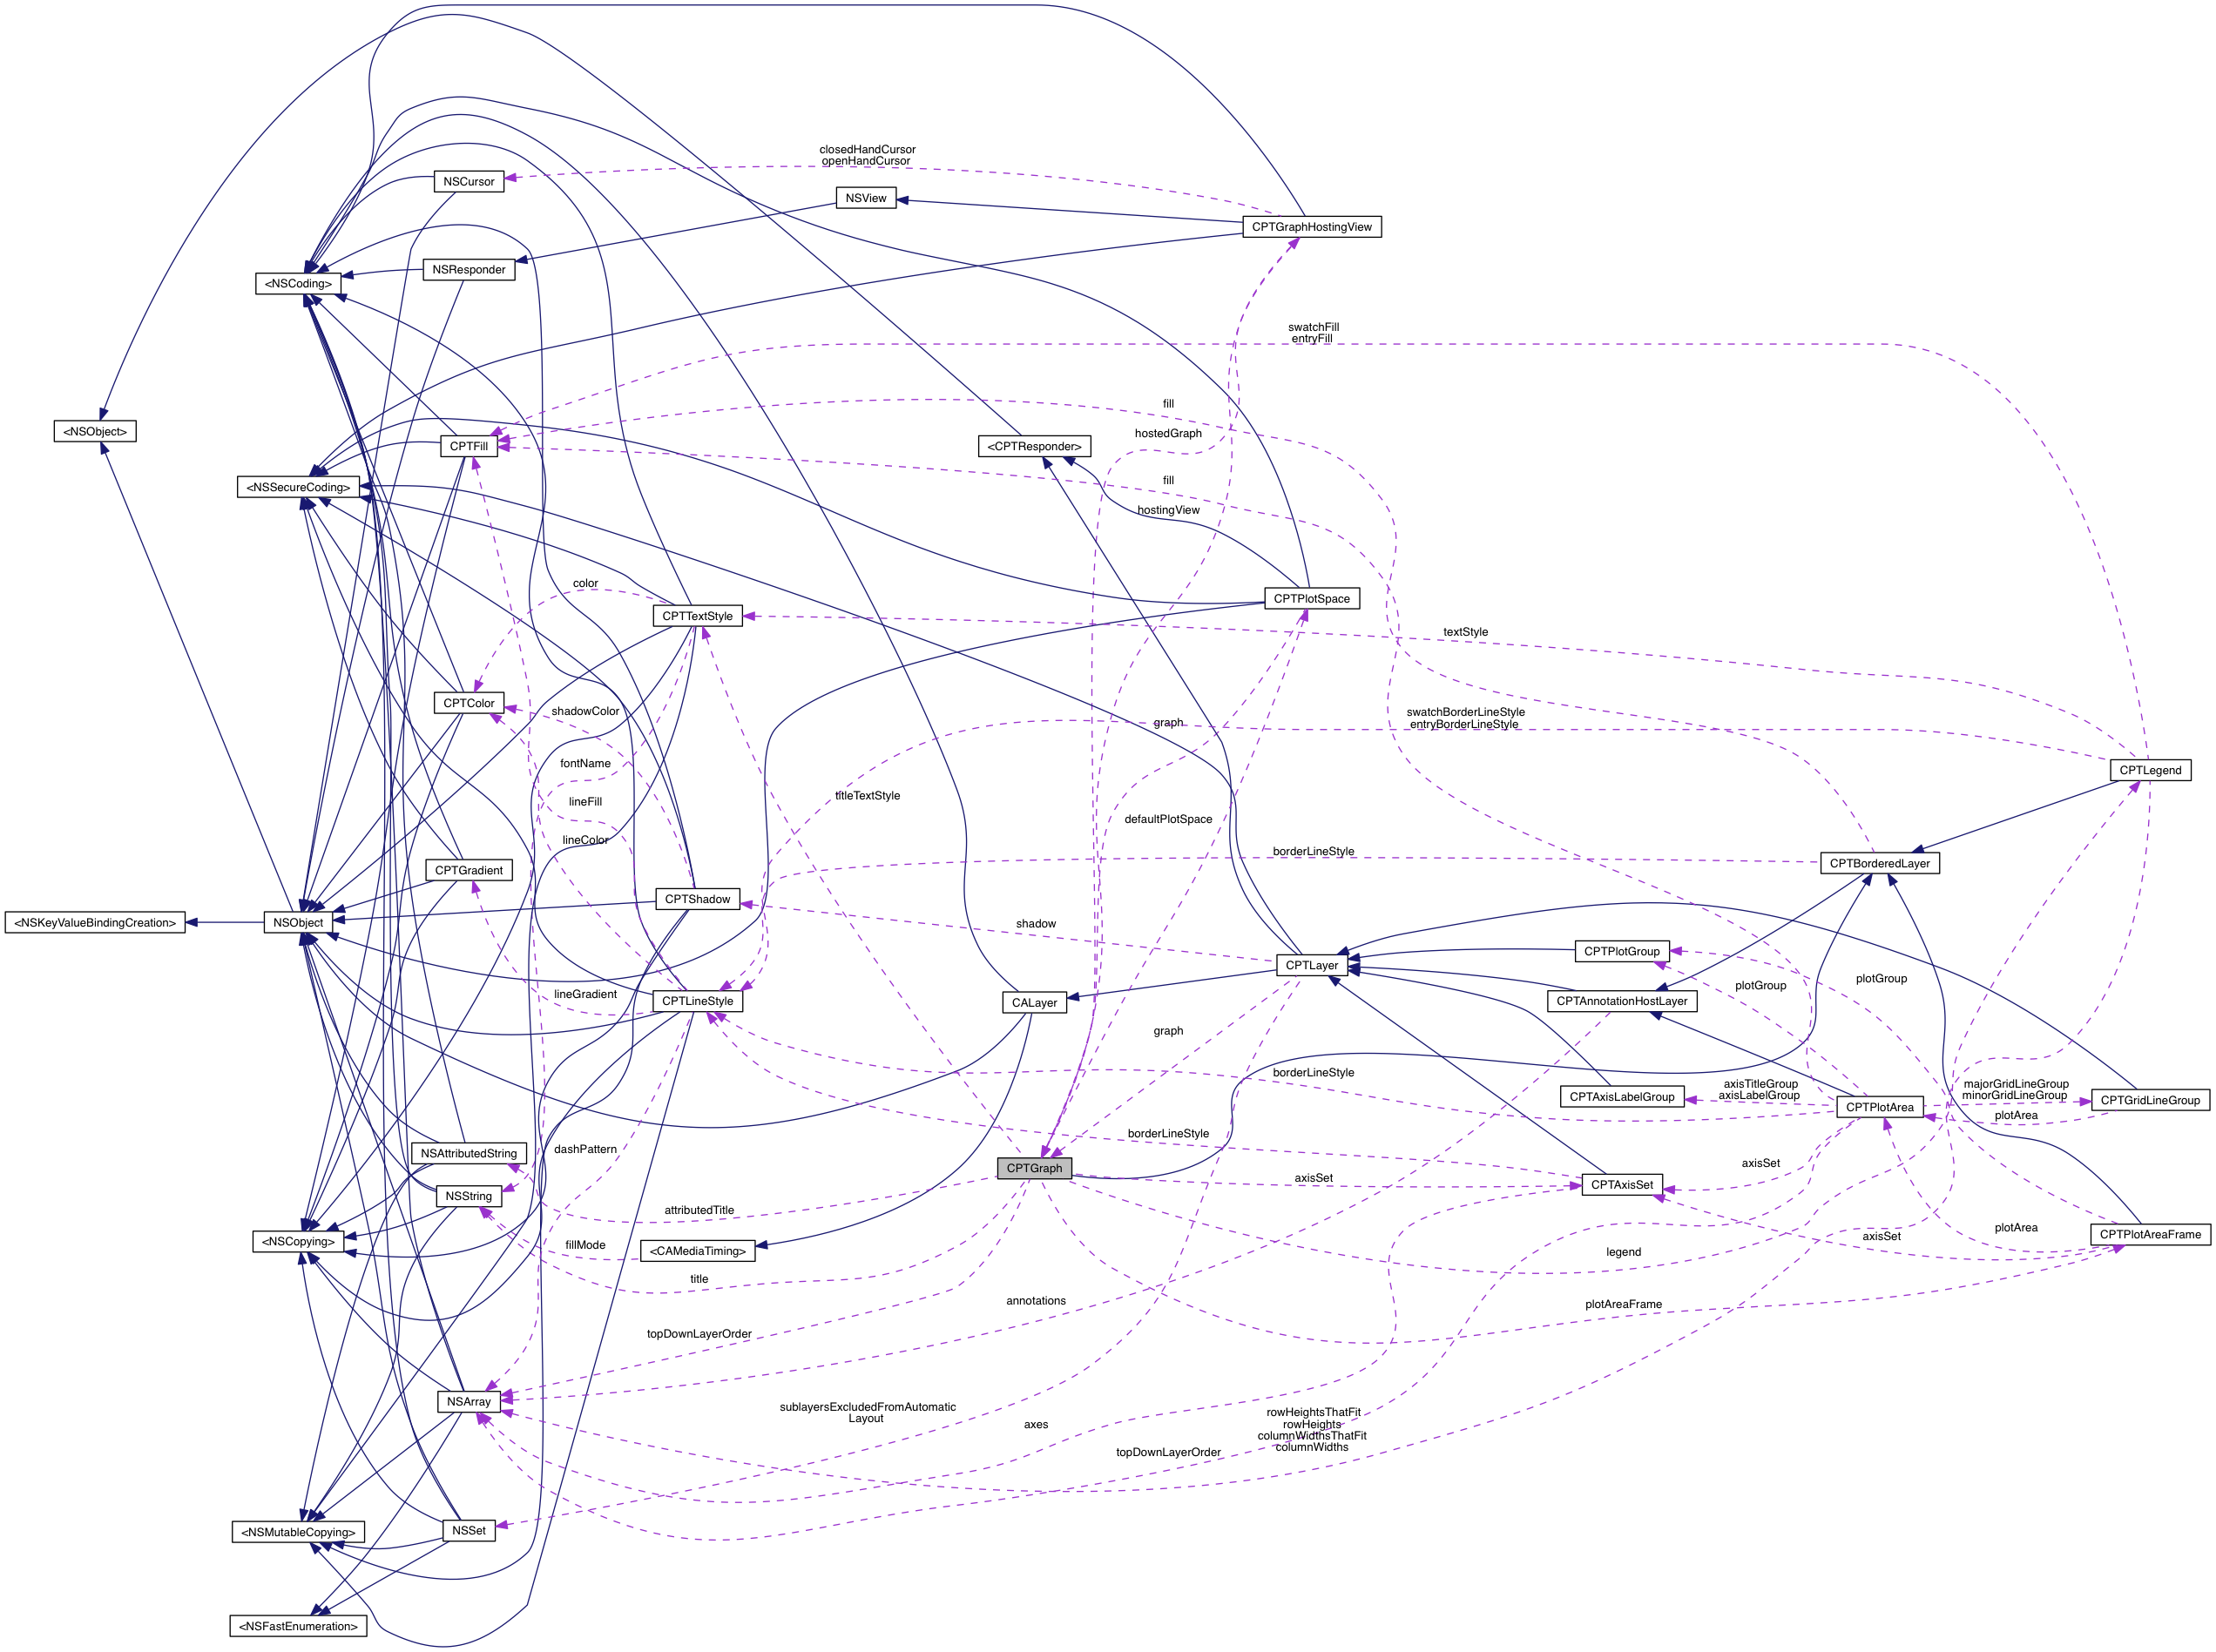 closedHandCursor
openHandCursor
NSCursor
NSView
CPTGraphHostingView
NSResponder
<NSCoding>
swatchFill
entryFill
fill
<NSObject>
hostedGraph
CPTFill
<CPTResponder>
fill
<NSSecureCoding>
hostingView
color
CPTPlotSpace
CPTTextStyle
textStyle
CPTColor
shadowColor
swatchBorderLineStyle
graph
entryBorderLineStyle
fontName
CPTLegend
titleTextStyle
lineFill
defaultPlotSpace
lineColor
borderLineStyle
CPTBorderedLayer
CPTGradient
CPTShadow
<NSKeyValueBindingCreation>
NSObject
shadow
CPTPlotGroup
CPTLayer
plotGroup
plotGroup
lineGradient
CPTLineStyle
CALayer
CPTAnnotationHostLayer
graph
borderLineStyle
axisTitleGroup
axisLabelGroup
CPTAxisLabelGroup
majorGridLineGroup
minorGridLineGroup
CPTGridLineGroup
CPTPlotArea
plotArea
borderLineStyle
dashPattern
NSAttributedString
CPTGraph
axisSet
axisSet
CPTAxisSet
NSString
attributedTitle
plotArea
CPTPlotAreaFrame
axisSet
<NSCopying>
fillMode
<CAMediaTiming>
legend
title
annotations
plotAreaFrame
topDownLayerOrder
NSArray
sublayersExcludedFromAutomatic
Layout
axes
rowHeightsThatFit
rowHeights
columnWidthsThatFit
columnWidths
topDownLayerOrder
<NSMutableCopying>
NSSet
<NSFastEnumeration>